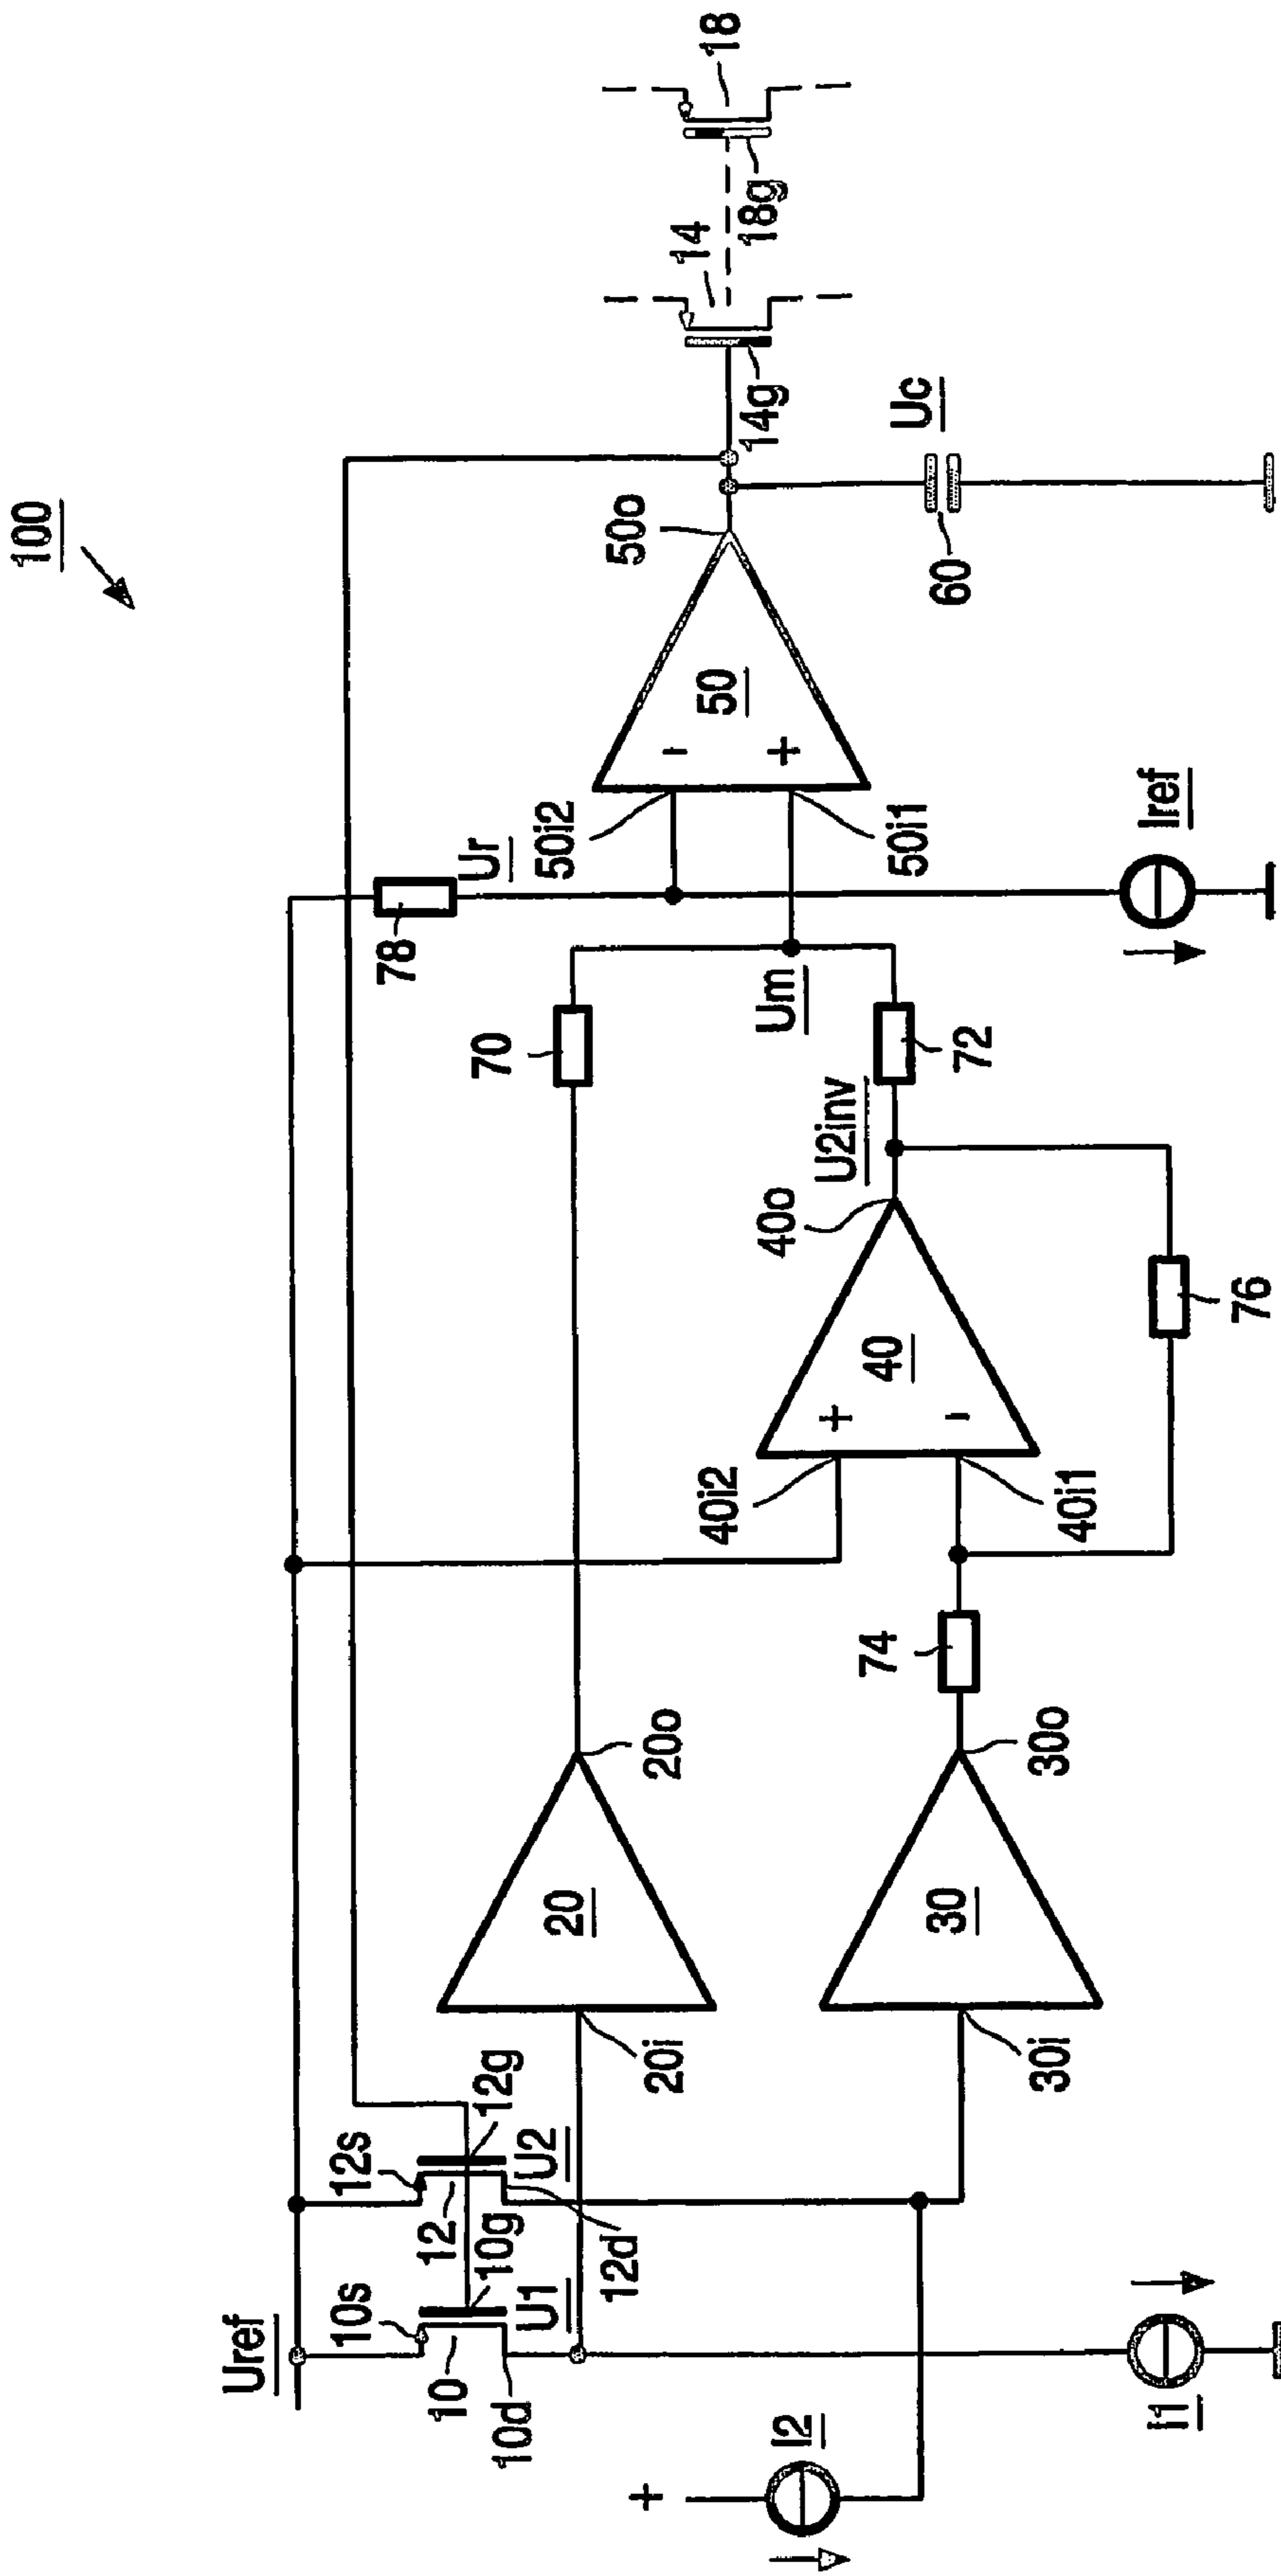 100
Uref
10s
10
10d
10g
U1
12s
12
12g
U2
12d
+
I2
i1
20i
20
20o
30i
30
30o
74
40i2
40i1
+
-
40
40o
U2inv
76
70
72
Um
78
Ur
50i2
50i1
-
+
50
50o
Iref
60
Uc
14g
14
18g
18